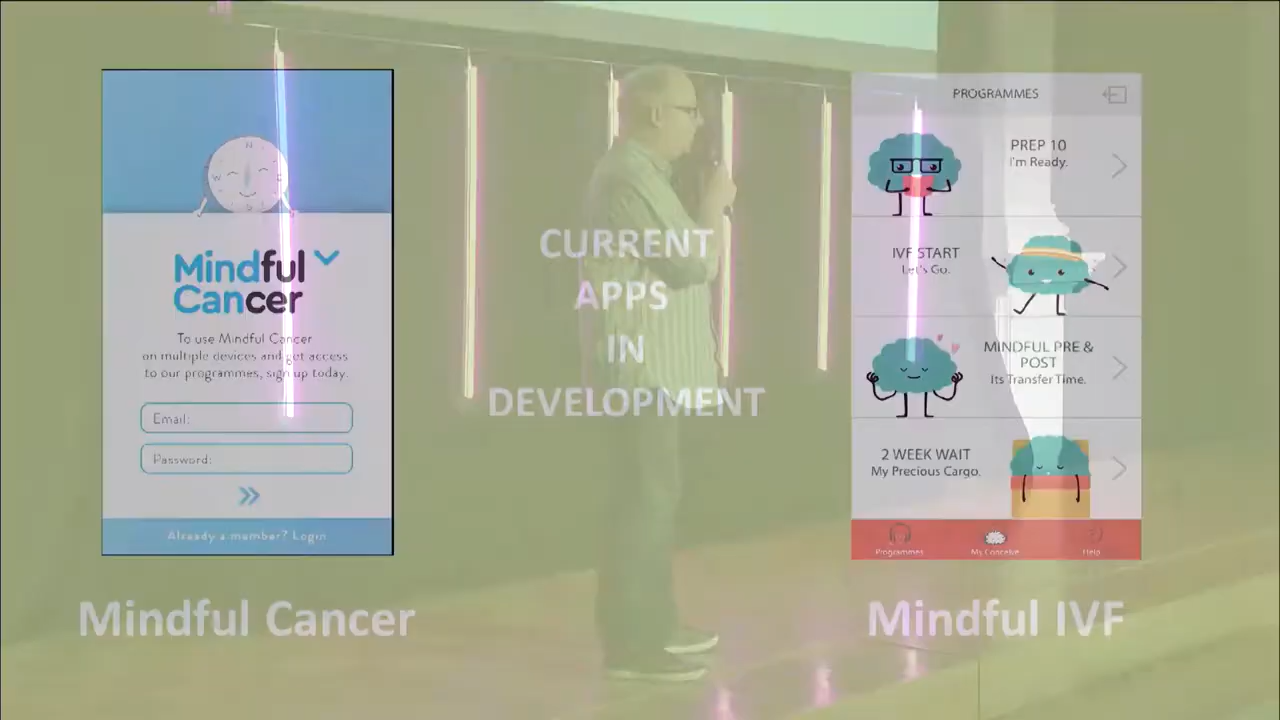 Mindful
Cancer
To use Mindful Cancer
on multiple devices and get access
to our programmes, sign up today.
Email:
Password:
Already a member? Login
Mindful Cancer
CURRENT
APPS
IN
DEVELOPMENT
PROGRAMMES
PREP 10
I'm Ready.
IVF START
Let's Go.
MINDFUL PRE &
POST
Its Transfer Time.
2 WEEK WAIT
My Precious Cargo.
Programmes
My Conceive
Help
Mindful IVF